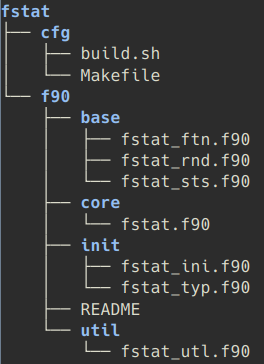 fstat
├── cfg
│   ├── build.sh
│   └── Makefile
└── f90
    ├── base
    │   ├── fstat_ftn.f90
    │   ├── fstat_rnd.f90
    │   └── fstat_sts.f90
    ├── core
    │   └── fstat.f90
    ├── init
    │   ├── fstat_ini.f90
    │   └── fstat_typ.f90
    ├── README
    └── util
        └── fstat_utl.f90